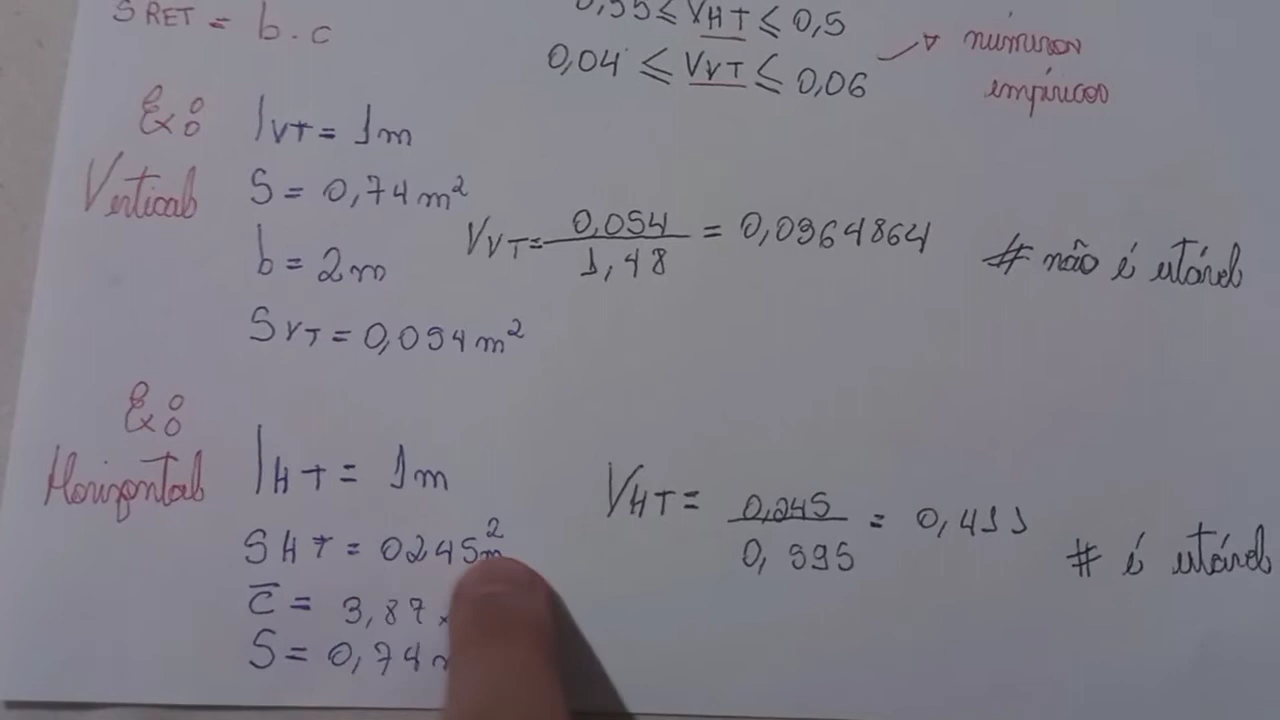 SRET = b.c
0,35 ≤ VHT ≤ 0,5
0,04 ≤ VVT ≤ 0,06
números
empíricos
Ex:
Vertical
lVT = 1m
S = 0,74 m²
b = 2m
SVT = 0,054 m²
VVT = 0,054 / 1,48 = 0,0364864
# não é estável
Ex:
Horizontal
lHT = 1m
SHT = 0245 m²
c̅ = 3,87
S = 0,74
VHT = 0,245 / 0,595 = 0,411
# é estável